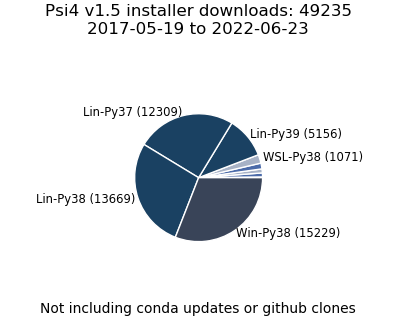 Psi4 v1.5 installer downloads: 49235
2017-05-19 to 2022-06-23
Lin-Py37 (12309)
Lin-Py39 (5156)
WSL-Py38 (1071)
Lin-Py38 (13669)
Win-Py38 (15229)
Not including conda updates or github clones